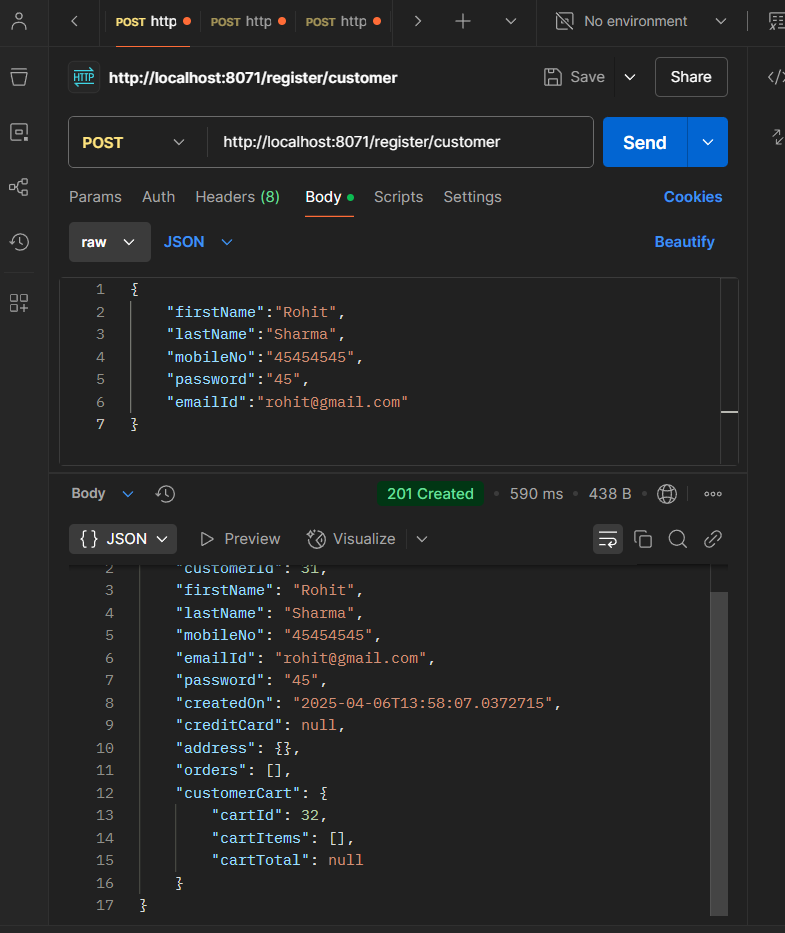 POST http POST http POST http No environment
HTTP http://localhost:8071/register/customer Save Share
POST http://localhost:8071/register/customer Send
Params Auth Headers (8) Body Scripts Settings Cookies
raw JSON Beautify
1 {
2 "firstName":"Rohit",
3 "lastName":"Sharma",
4 "mobileNo":"45454545",
5 "password":"45",
6 "emailId":"rohit@gmail.com"
7 }
Body 201 Created 590 ms 438 B
{} JSON Preview Visualize
2 "customerId": 31,
3 "firstName": "Rohit",
4 "lastName": "Sharma",
5 "mobileNo": "45454545",
6 "emailId": "rohit@gmail.com",
7 "password": "45",
8 "createdOn": "2025-04-06T13:58:07.0372715",
9 "creditCard": null,
10 "address": {},
11 "orders": [],
12 "customerCart": {
13 "cartId": 32,
14 "cartItems": [],
15 "cartTotal": null
16 }
17 }